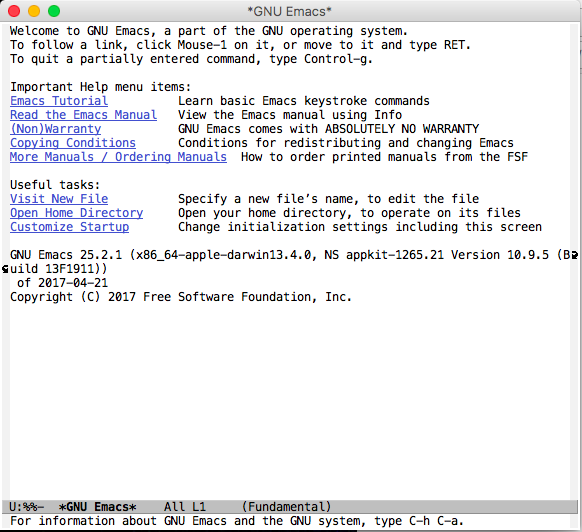 *GNU Emacs*
Welcome to GNU Emacs, a part of the GNU operating system.
To follow a link, click Mouse-1 on it, or move to it and type RET.
To quit a partially entered command, type Control-g.
Important Help menu items:
Emacs Tutorial Learn basic Emacs keystroke commands
Read the Emacs Manual View the Emacs manual using Info
(Non)Warranty GNU Emacs comes with ABSOLUTELY NO WARRANTY
Copying Conditions Conditions for redistributing and changing Emacs
More Manuals / Ordering Manuals How to order printed manuals from the FSF
Useful tasks:
Visit New File Specify a new file’s name, to edit the file
Open Home Directory Open your home directory, to operate on its files
Customize Startup Change initialization settings including this screen
GNU Emacs 25.2.1 (x86_64-apple-darwin13.4.0, NS appkit-1265.21 Version 10.9.5 (B
uild 13F1911))
of 2017-04-21
Copyright (C) 2017 Free Software Foundation, Inc.
U:%%- *GNU Emacs* All L1 (Fundamental)
For information about GNU Emacs and the GNU system, type C-h C-a.